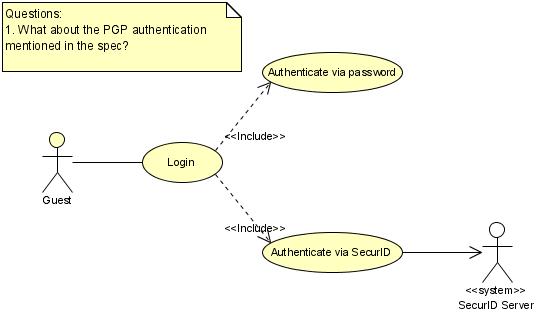 Questions:
1. What about the PGP authentication
mentioned in the spec?
Authenticate via password
<<Include>>
Login
Guest
<<Include>>
Authenticate via SecurID
<<system>>
SecurID Server